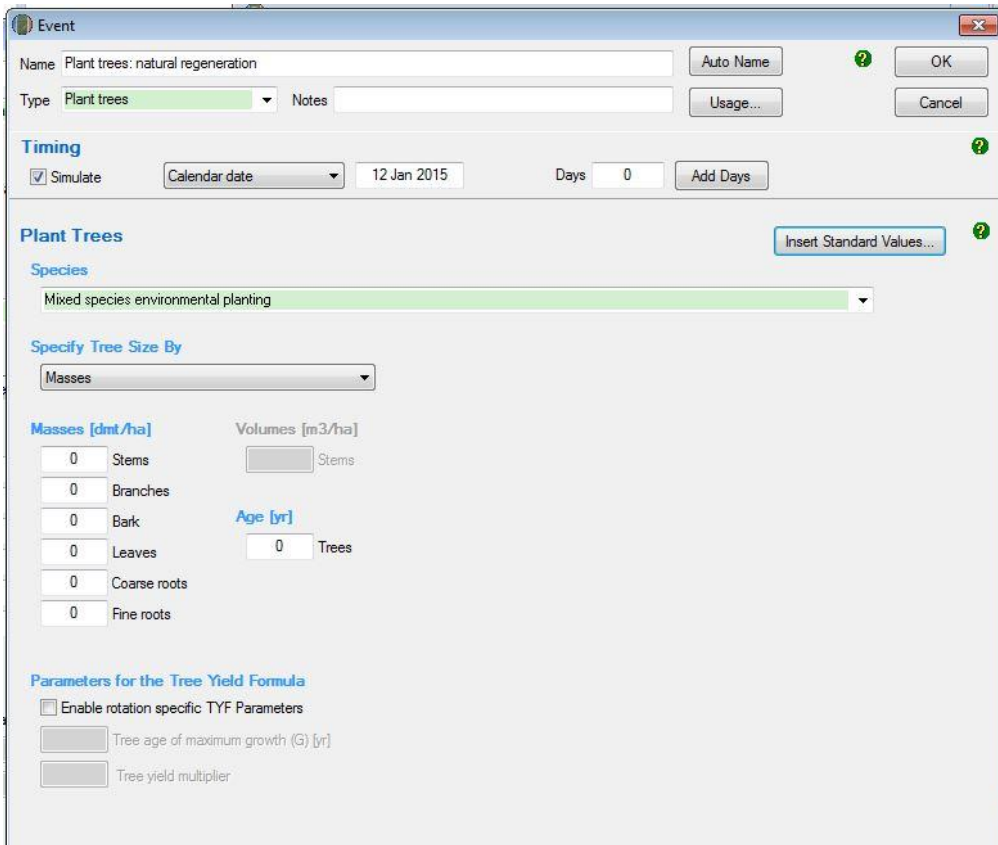 Event
Name Plant trees: natural regeneration Auto Name ? OK
Type Plant trees Notes Usage... Cancel
Timing ?
Simulate Calendar date 12 Jan 2015 Days 0 Add Days
Plant Trees Insert Standard Values... ?
Species
Mixed species environmental planting
Specify Tree Size By
Masses
Masses [dmt/ha] Volumes [m3/ha]
0 Stems Stems
0 Branches
0 Bark Age [yr]
0 Leaves 0 Trees
0 Coarse roots
0 Fine roots
Parameters for the Tree Yield Formula
Enable rotation specific TYF Parameters
Tree age of maximum growth (G) [yr]
Tree yield multiplier